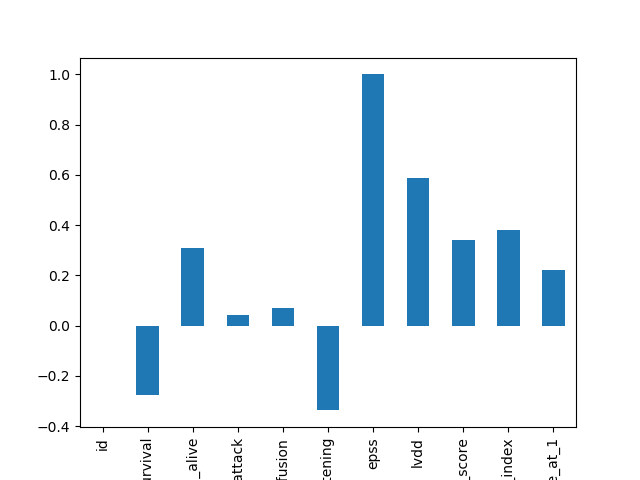 1.0
0.8
0.6
0.4
0.2
0.0
−0.2
−0.4
id
urvival
_alive
attack
fusion
tening
epss
lvdd
_score
_index
e_at_1